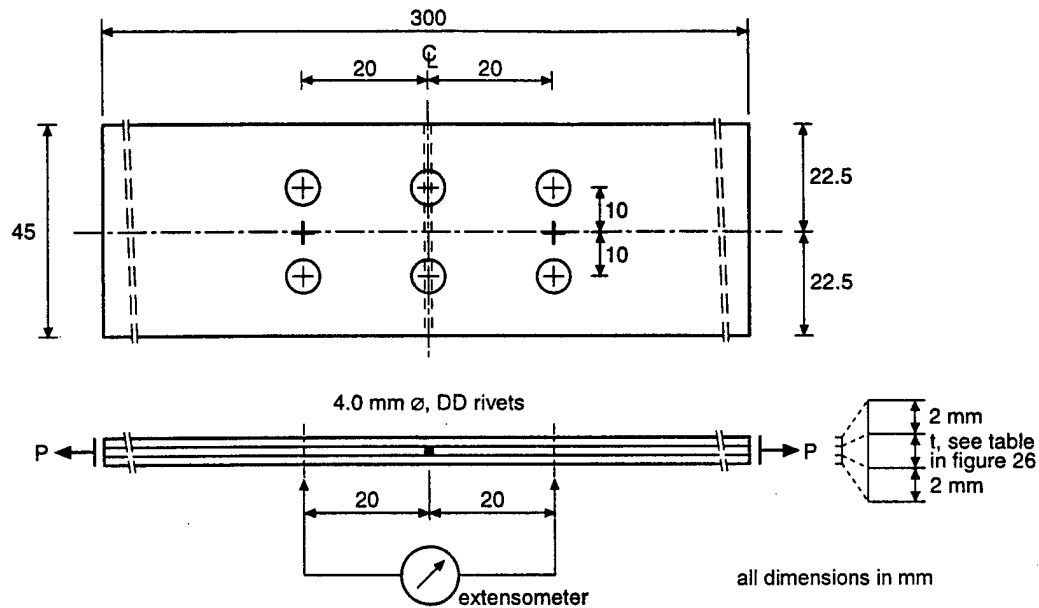 300
℄
20 20
45
22.5
10
10
22.5
4.0 mm ⌀, DD rivets
P
P
2 mm
t, see table
in figure 26
2 mm
20 20
extensometer
all dimensions in mm